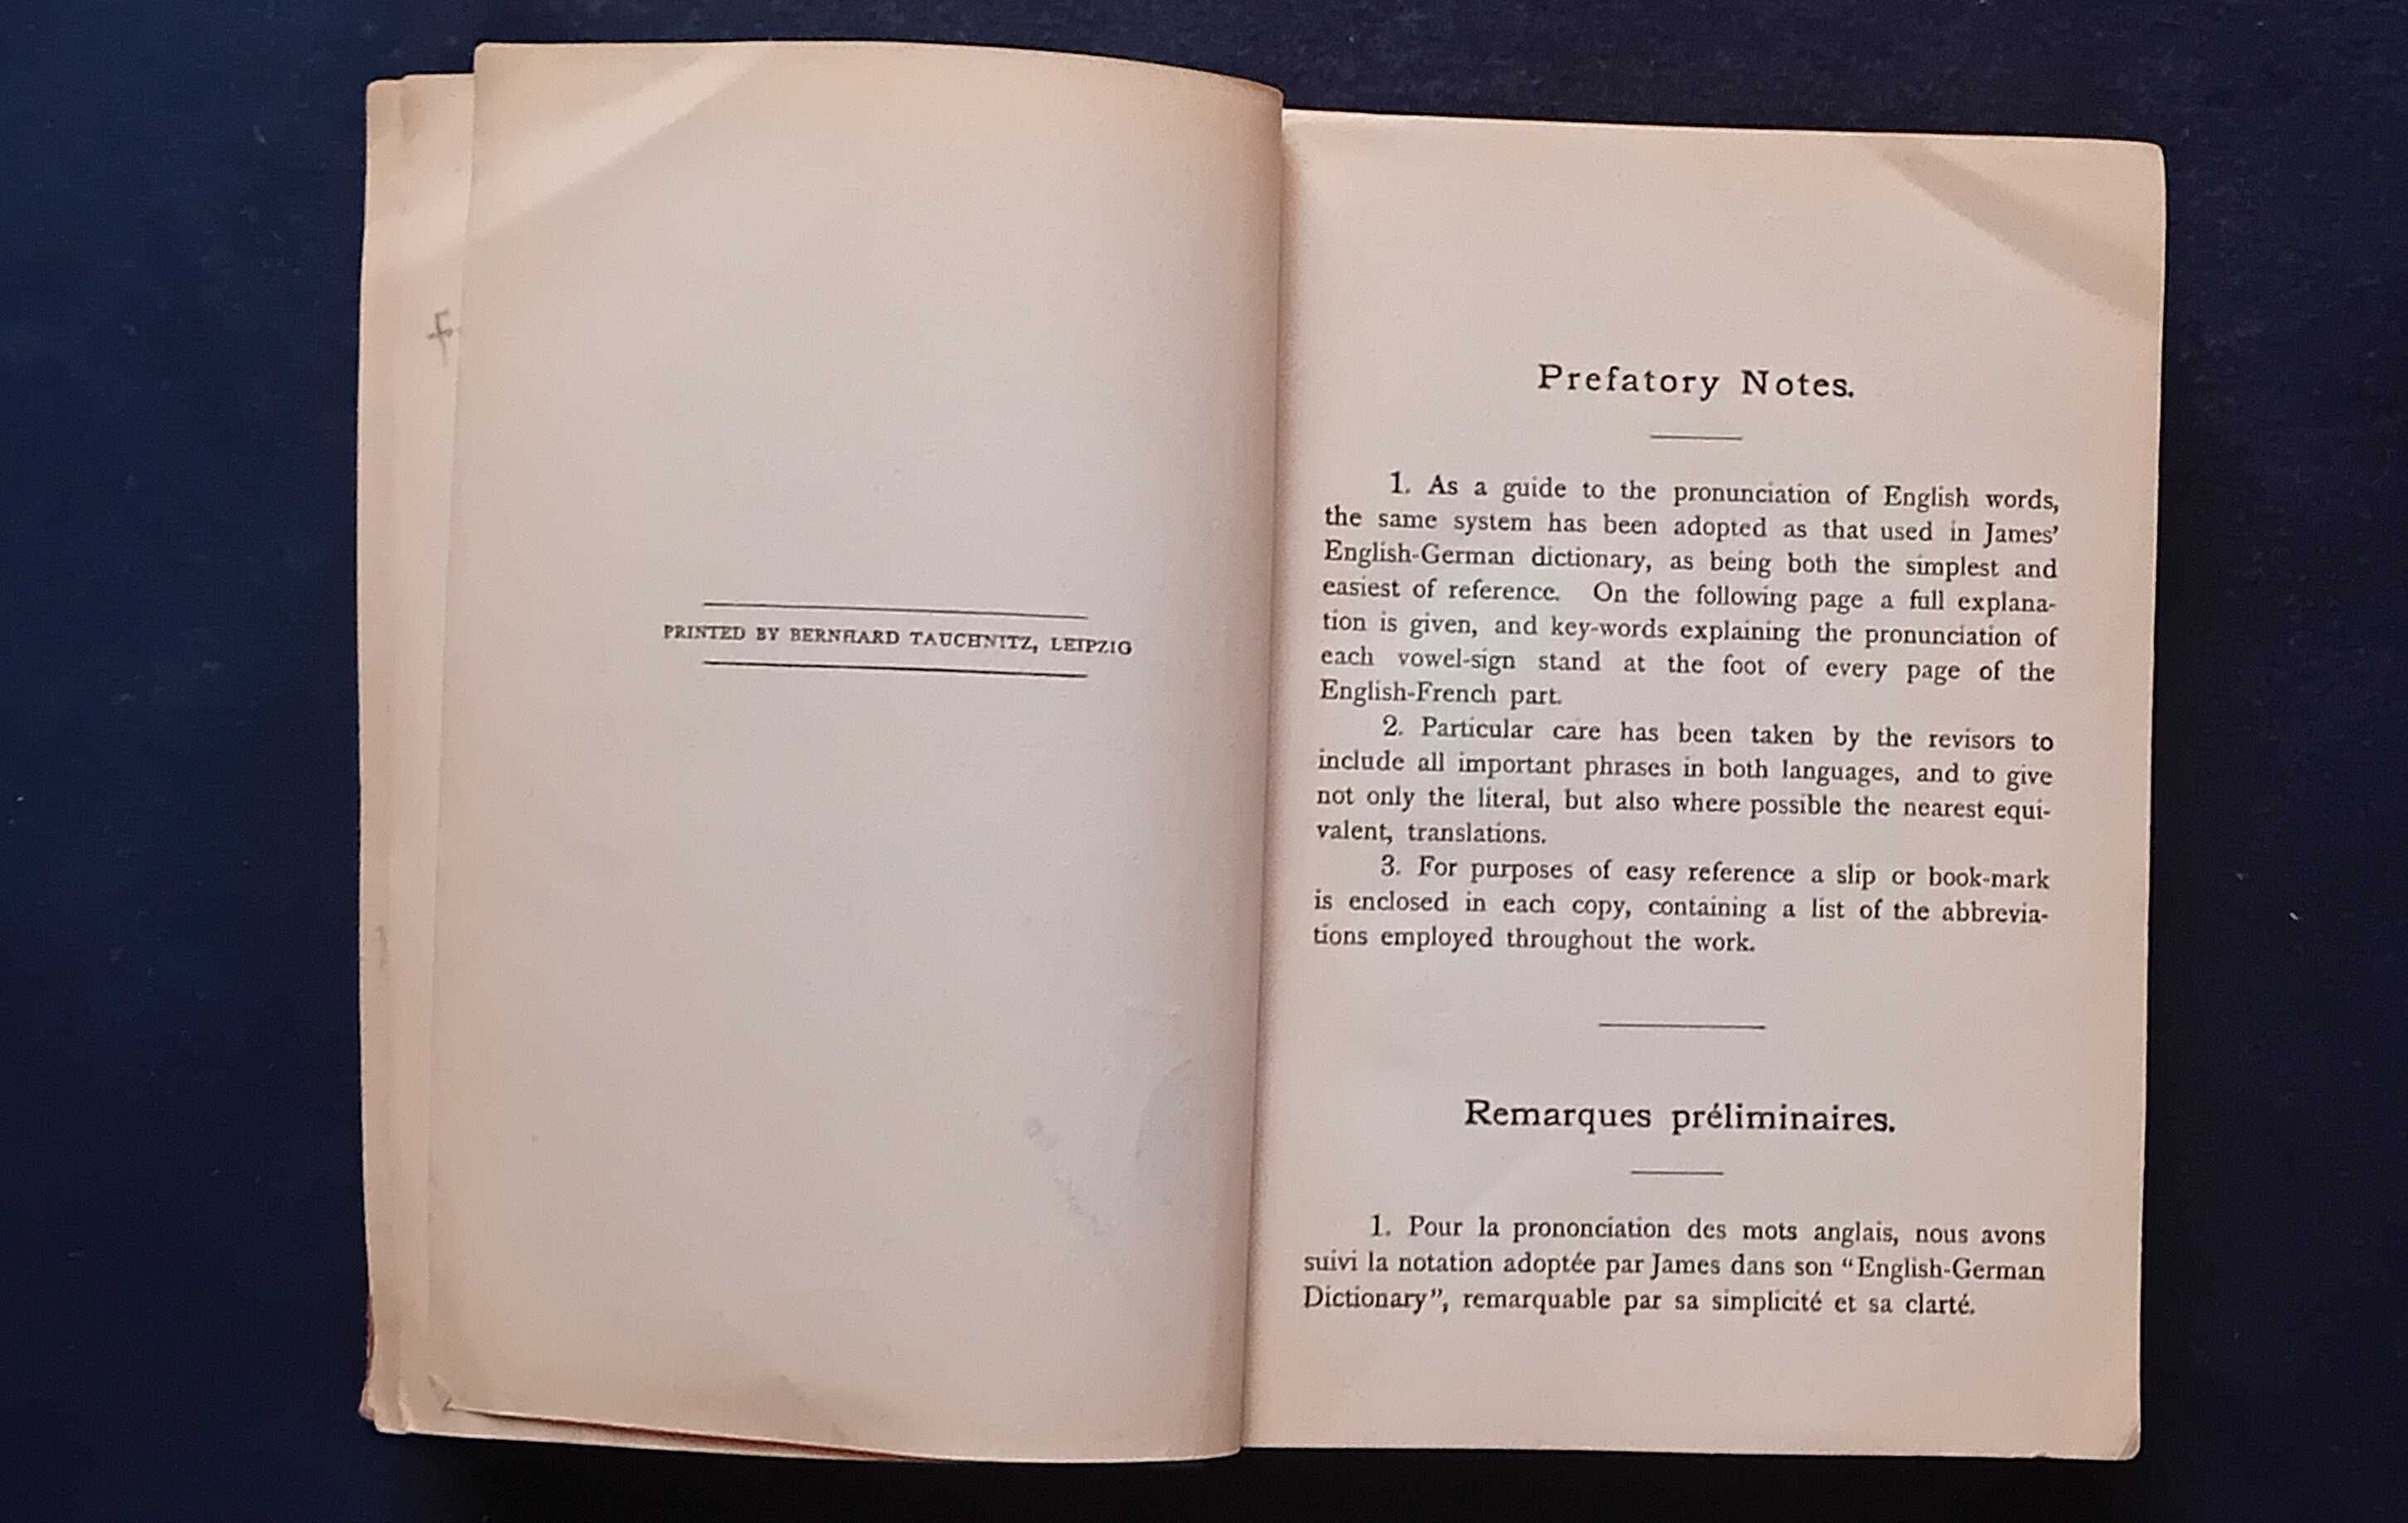 f
PRINTED BY BERNHARD TAUCHNITZ, LEIPZIG
Prefatory Notes.
1. As a guide to the pronunciation of English words,
the same system has been adopted as that used in James’
English-German dictionary, as being both the simplest and
easiest of reference. On the following page a full explana-
tion is given, and key-words explaining the pronunciation of
each vowel-sign stand at the foot of every page of the
English-French part.
2. Particular care has been taken by the revisors to
include all important phrases in both languages, and to give
not only the literal, but also where possible the nearest equi-
valent, translations.
3. For purposes of easy reference a slip or book-mark
is enclosed in each copy, containing a list of the abbrevia-
tions employed throughout the work.
Remarques préliminaires.
1. Pour la prononciation des mots anglais, nous avons
suivi la notation adoptée par James dans son “English-German
Dictionary”, remarquable par sa simplicité et sa clarté.